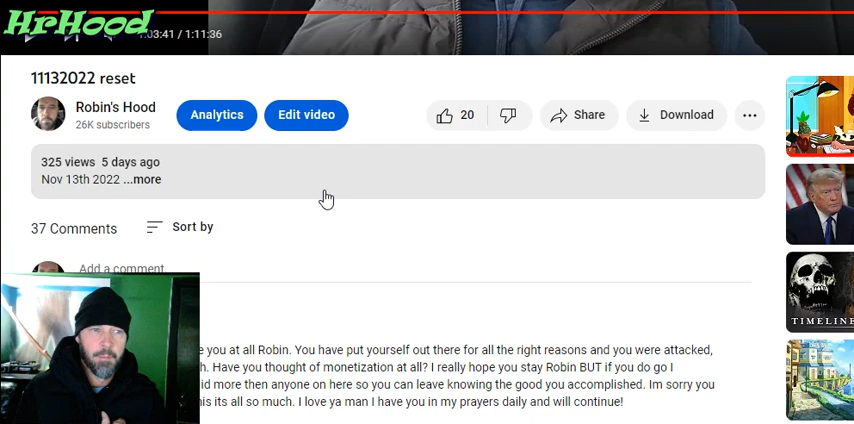 HrHood
1:03:41 / 1:11:36
11132022 reset
Robin's Hood
26K subscribers
Analytics
Edit video
20
Share
Download
325 views 5 days ago
Nov 13th 2022 ...more
37 Comments
Sort by
Add a comment
e you at all Robin. You have put yourself out there for all the right reasons and you were attacked,
h. Have you thought of monetization at all? I really hope you stay Robin BUT if you do go I
id more then anyone on here so you can leave knowing the good you accomplished. Im sorry you
his its all so much. I love ya man I have you in my prayers daily and will continue!
TIMELINE